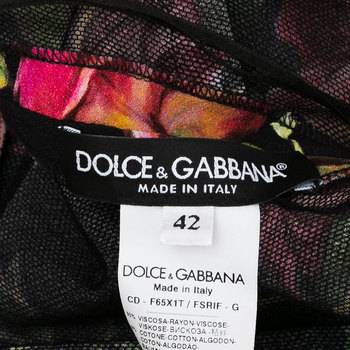 DOLCE & GABBANA®
MADE IN ITALY
42
DOLCE & GABBANA
Made in Italy
CD - F65X1T / FSRIF - G
VISCOSA-RAYON-VISCOSE-
VISKOSE-ВИСКОЗА -
COTONE-COTTON-ALGODON-